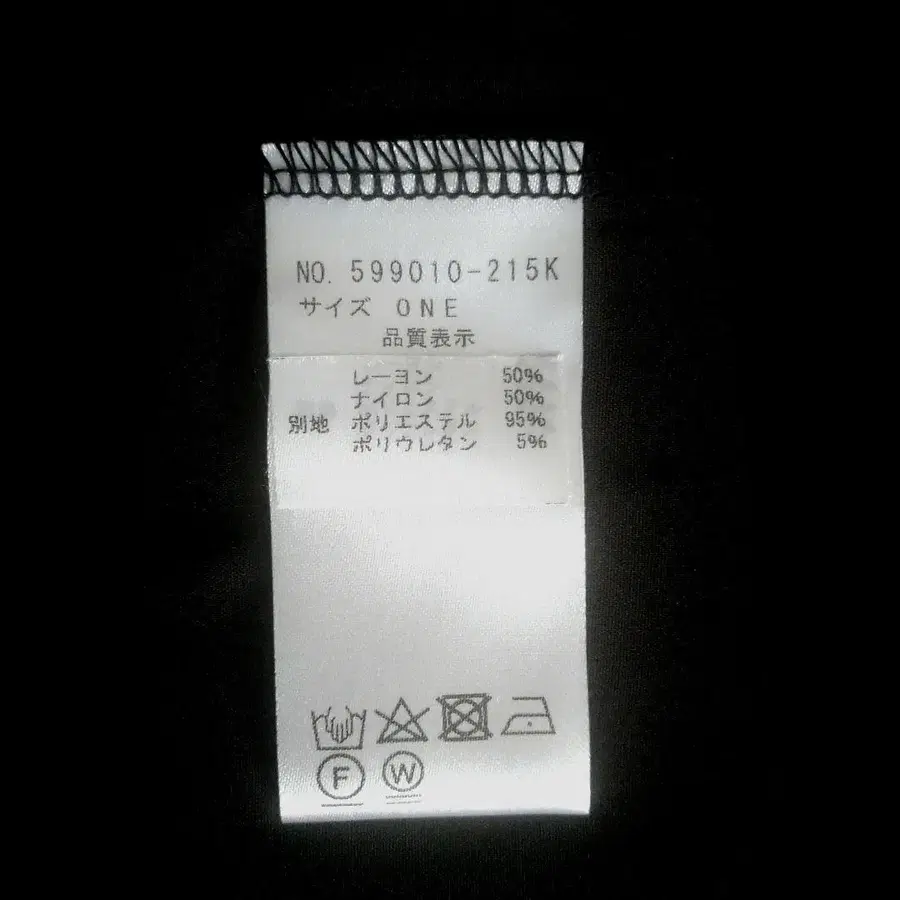 NO. 599010-215K
サイズ ONE
品質表示
レーヨン 50%
ナイロン 50%
別地 ポリエステル 95%
ポリウレタン 5%
F W